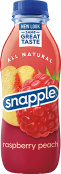 NEW LOOK
SAME
GREAT
TASTE
ALL NATURAL
snapple
raspberry peach